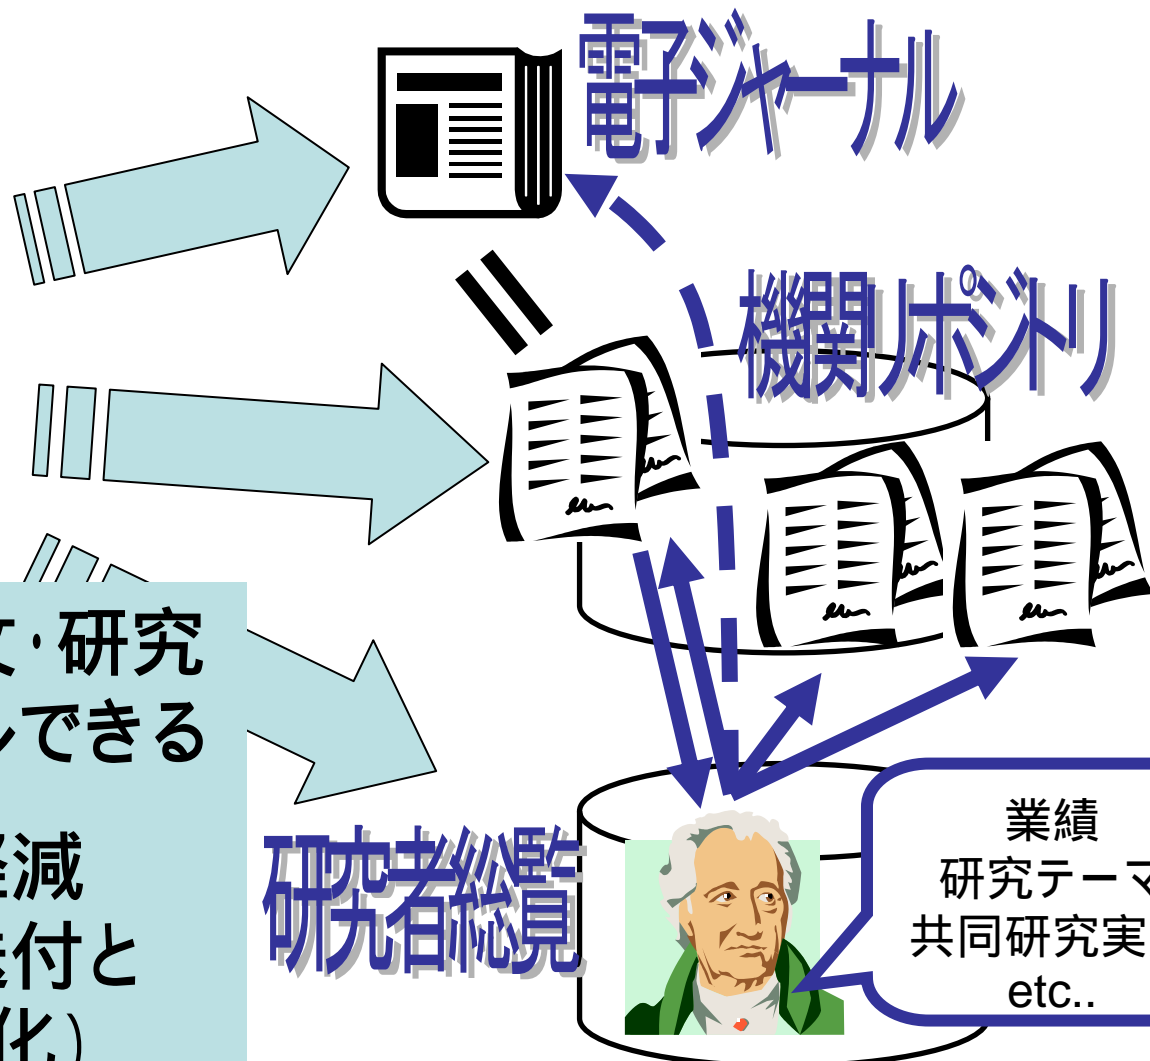 電子ジャーナル
機関リポジトリ
文・研究
ルできる
軽減
送付と
化）
研究者総覧
業績
研究テーマ
共同研究実
etc..